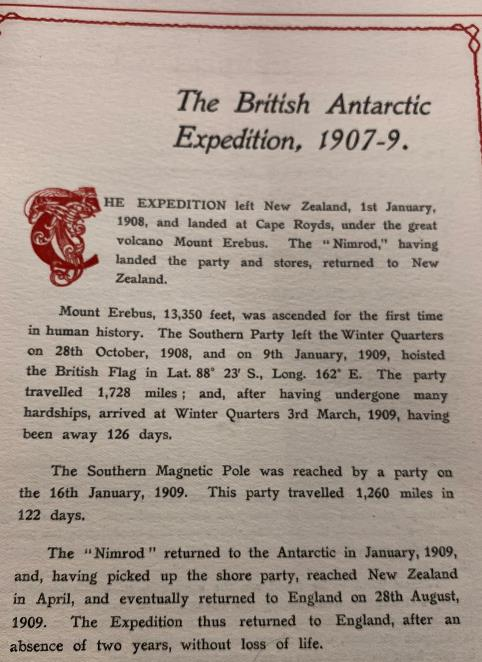 The British Antarctic
Expedition, 1907-9.
THE EXPEDITION left New Zealand, 1st January,
1908, and landed at Cape Royds, under the great
volcano Mount Erebus. The "Nimrod," having
landed the party and stores, returned to New
Zealand.
Mount Erebus, 13,350 feet, was ascended for the first time
in human history. The Southern Party left the Winter Quarters
on 28th October, 1908, and on 9th January, 1909, hoisted
the British Flag in Lat. 88° 23′ S., Long. 162° E. The party
travelled 1,728 miles; and, after having undergone many
hardships, arrived at Winter Quarters 3rd March, 1909, having
been away 126 days.
The Southern Magnetic Pole was reached by a party on
the 16th January, 1909. This party travelled 1,260 miles in
122 days.
The "Nimrod" returned to the Antarctic in January, 1909,
and, having picked up the shore party, reached New Zealand
in April, and eventually returned to England on 28th August,
1909. The Expedition thus returned to England, after an
absence of two years, without loss of life.